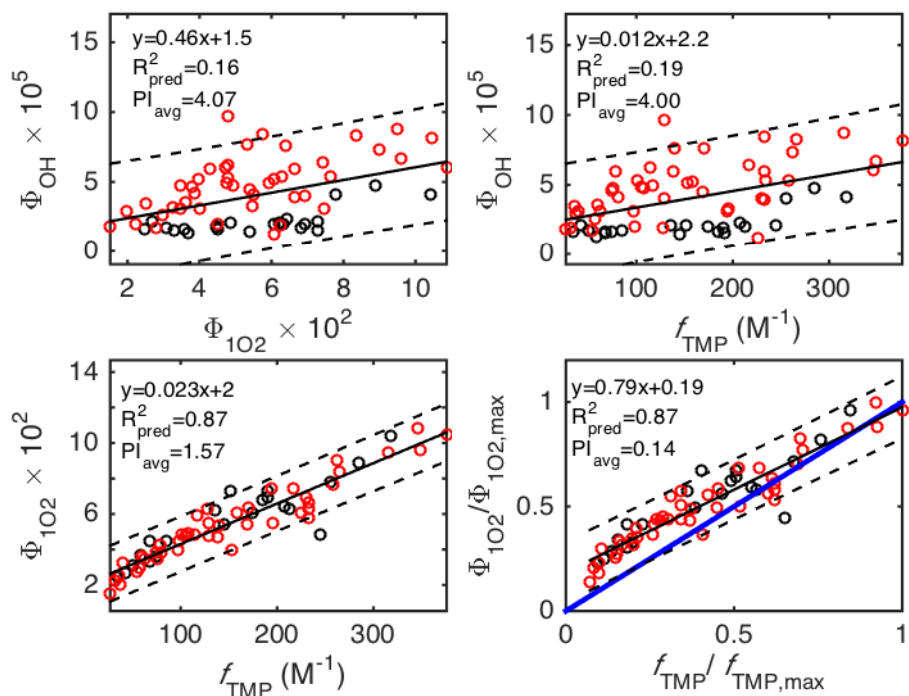 y=0.46x+1.5
R²pred=0.16
PIavg=4.07
15
10
5
0
ΦOH × 10⁵
2 4 6 8 10
Φ1O2 × 10²
y=0.012x+2.2
R²pred=0.19
PIavg=4.00
15
10
5
0
ΦOH × 10⁵
100 200 300
fTMP (M⁻¹)
y=0.023x+2
R²pred=0.87
PIavg=1.57
14
10
6
2
Φ1O2 × 10²
100 200 300
fTMP (M⁻¹)
y=0.79x+0.19
R²pred=0.87
PIavg=0.14
1
0.5
0
Φ1O2/Φ1O2,max
0 0.5 1
fTMP/ fTMP,max